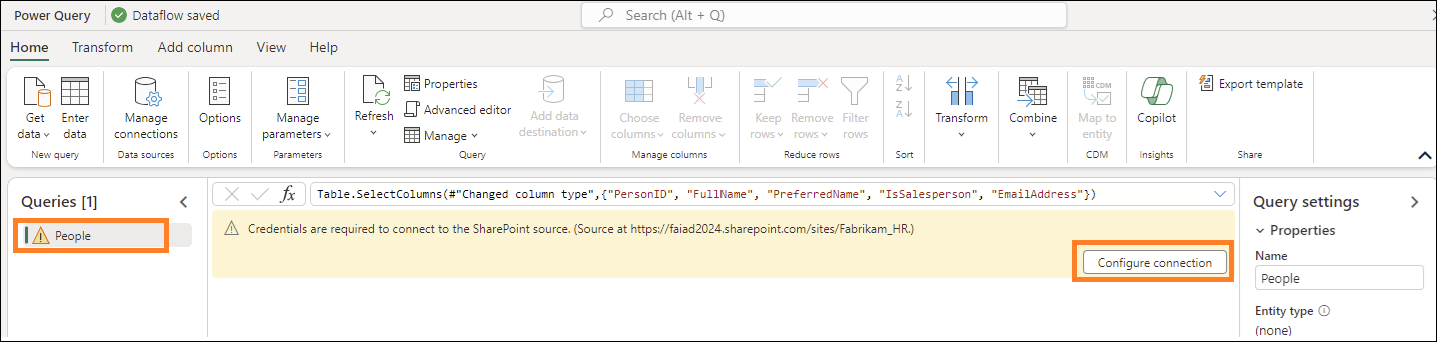 Power Query
Dataflow saved
Search (Alt + Q)
Home Transform Add column View Help
Get data
Enter data
New query
Manage connections
Data sources
Options
Options
Manage parameters
Parameters
Refresh
Properties
Advanced editor
Manage
Add data destination
Query
Choose columns
Remove columns
Manage columns
Keep rows
Remove rows
Filter rows
Reduce rows
A
Z
Z
A
Sort
Transform
Combine
CDM
Map to entity
CDM
Copilot
Insights
Export template
Share
Queries [1]
People
fx
Table.SelectColumns(#"Changed column type",{"PersonID", "FullName", "PreferredName", "IsSalesperson", "EmailAddress"})
Credentials are required to connect to the SharePoint source. (Source at https://faiad2024.sharepoint.com/sites/Fabrikam_HR.)
Configure connection
Query settings
Properties
Name
People
Entity type
(none)